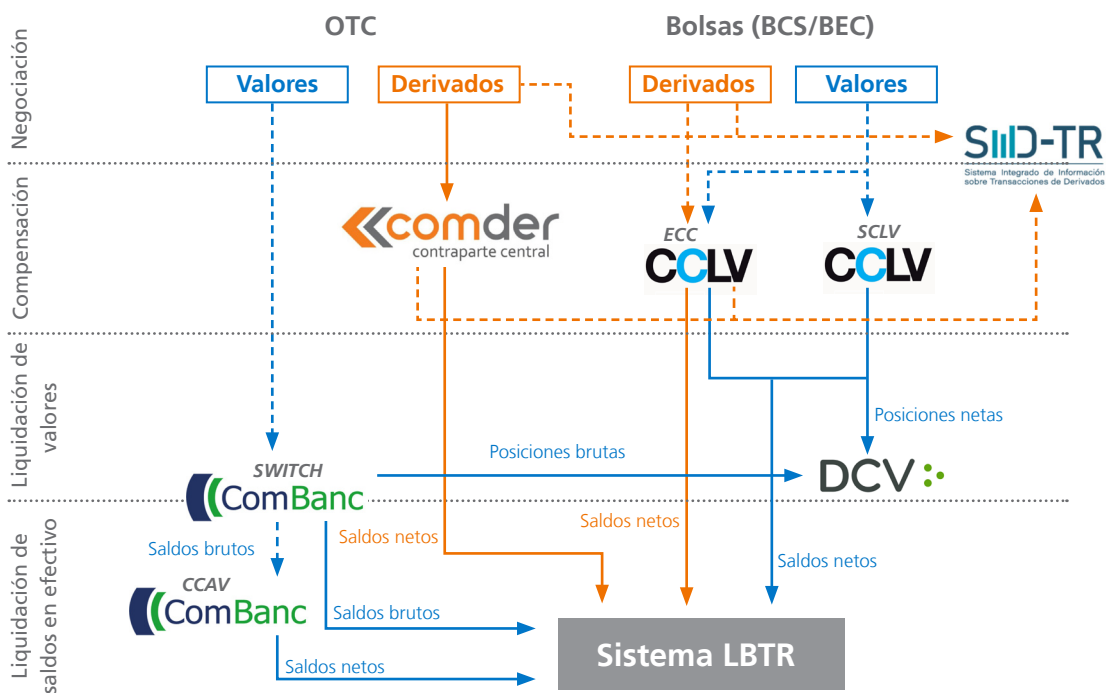 OTC
Bolsas (BCS/BEC)
Negociación
Valores
Derivados
Derivados
Valores
SIID-TR
Sistema Integrado de Información
sobre Transacciones de Derivados
Compensación
comder
contraparte central
ECC
CCLV
SCLV
CCLV
Liquidación de
valores
Posiciones netas
Posiciones brutas
SWITCH
ComBanc
DCV
Liquidación de
saldos en efectivo
Saldos brutos
Saldos netos
Saldos netos
Saldos netos
CCAV
ComBanc
Saldos brutos
Saldos netos
Sistema LBTR